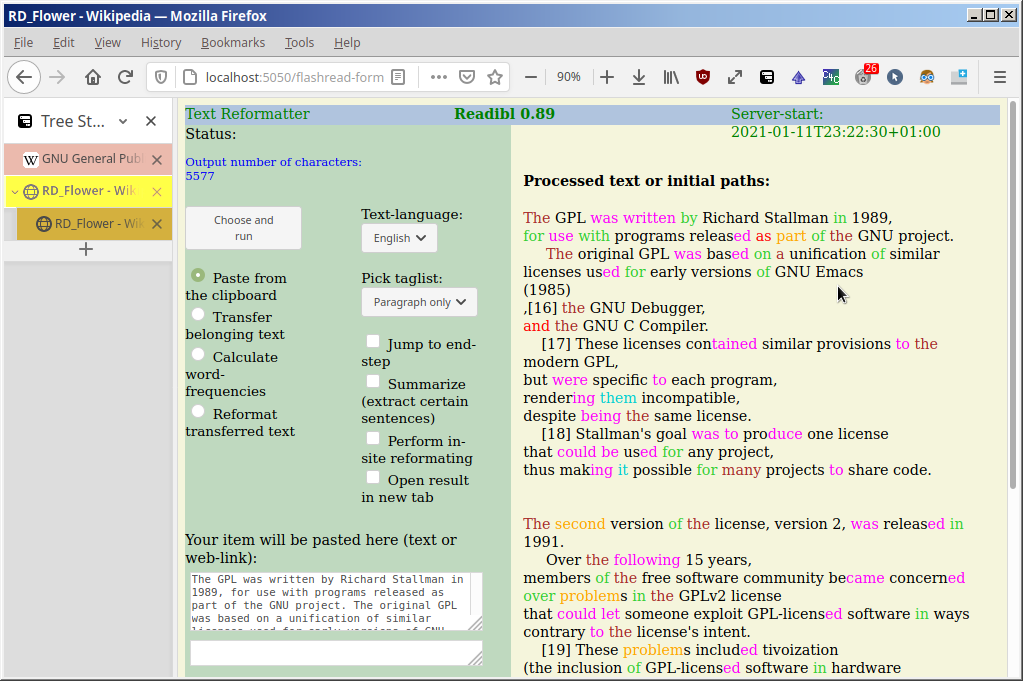 RD_Flower - Wikipedia — Mozilla Firefox
File Edit View History Bookmarks Tools Help
localhost:5050/flashread-form
90%
26
Tree St...
GNU General Publ
RD_Flower - Wik
RD_Flower - Wik
Text Reformatter
Readibl 0.89
Server-start:
2021-01-11T23:22:30+01:00
Status:
Output number of characters:
5577
Choose and
run
Text-language:
English
Paste from
the clipboard
Transfer
belonging text
Calculate
word-
frequencies
Reformat
transferred text
Pick taglist:
Paragraph only
Jump to end-
step
Summarize
(extract certain
sentences)
Perform in-
site reformating
Open result
in new tab
Your item will be pasted here (text or
web-link):
The GPL was written by Richard Stallman in
1989, for use with programs released as
part of the GNU project. The original GPL
was based on a unification of similar
licenses used for early versions of GNU
Processed text or initial paths:
The GPL was written by Richard Stallman in 1989,
for use with programs released as part of the GNU project.
The original GPL was based on a unification of similar
licenses used for early versions of GNU Emacs
(1985)
,[16] the GNU Debugger,
and the GNU C Compiler.
[17] These licenses contained similar provisions to the
modern GPL,
but were specific to each program,
rendering them incompatible,
despite being the same license.
[18] Stallman's goal was to produce one license
that could be used for any project,
thus making it possible for many projects to share code.
The second version of the license, version 2, was released in
1991.
Over the following 15 years,
members of the free software community became concerned
over problems in the GPLv2 license
that could let someone exploit GPL-licensed software in ways
contrary to the license's intent.
[19] These problems included tivoization
(the inclusion of GPL-licensed software in hardware